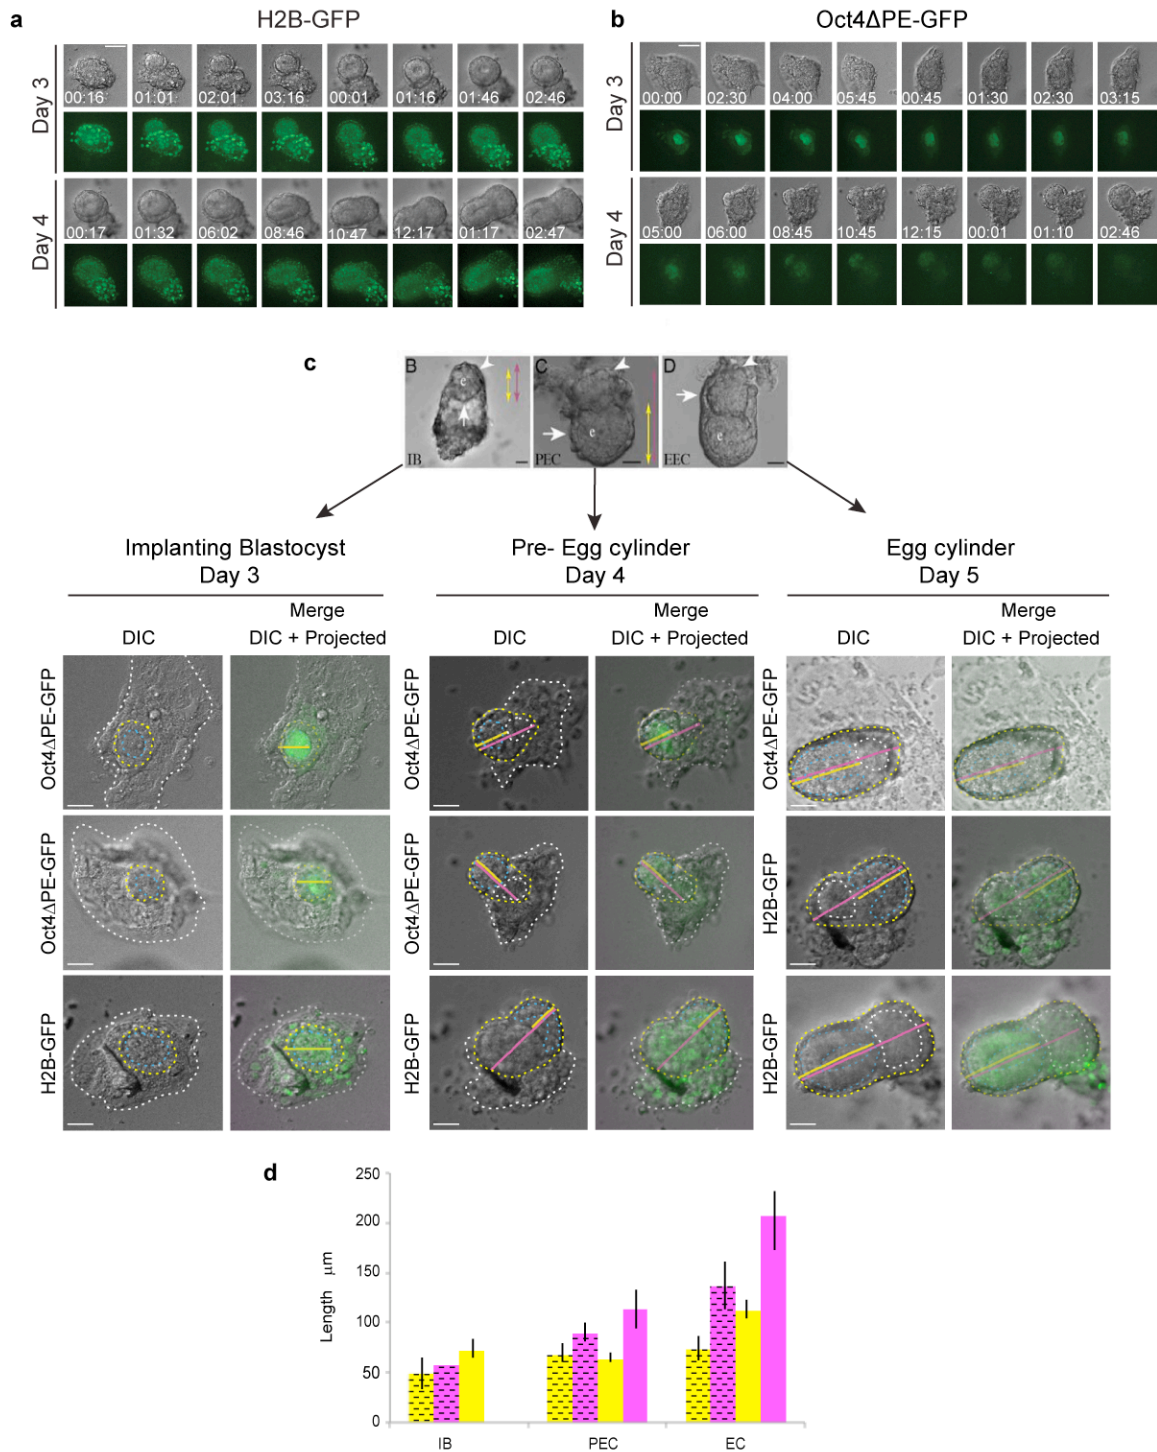 a
H2B-GFP
Day 3
00:16 01:01 02:01 03:16 00:01 01:16 01:46 02:46
Day 4
00:17 01:32 06:02 08:46 10:47 12:17 01:17 02:47
b
Oct4ΔPE-GFP
Day 3
00:00 02:30 04:00 05:45 00:45 01:30 02:30 03:15
Day 4
05:00 06:00 08:45 10:45 12:15 00:01 01:10 02:46
c
B C D
e e e
IB PEC EEC
Implanting Blastocyst
Day 3
Pre- Egg cylinder
Day 4
Egg cylinder
Day 5
DIC
Merge
DIC + Projected
DIC
Merge
DIC + Projected
DIC
Merge
DIC + Projected
Oct4ΔPE-GFP
Oct4ΔPE-GFP
H2B-GFP
Oct4ΔPE-GFP
Oct4ΔPE-GFP
H2B-GFP
Oct4ΔPE-GFP
H2B-GFP
H2B-GFP
d
Length µm
250
200
150
100
50
0
IB PEC EC